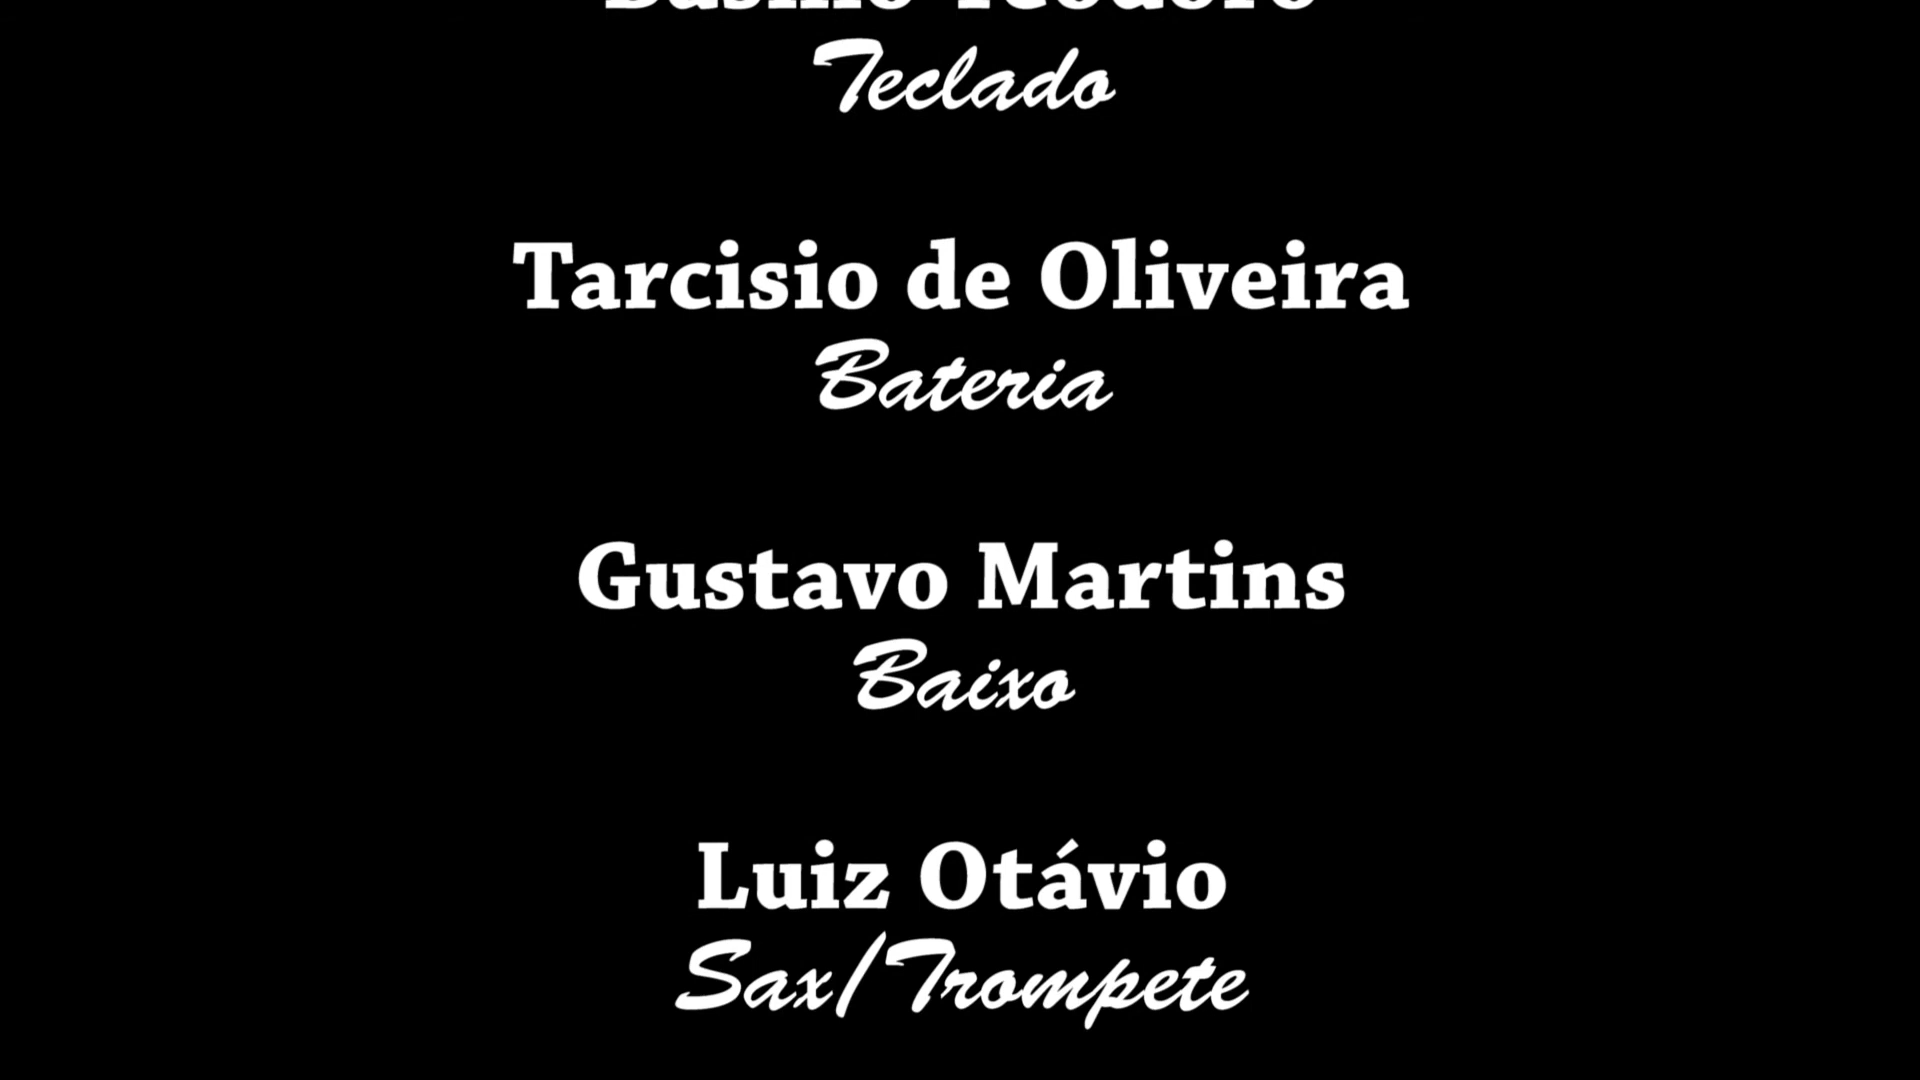 Teclado
Tarcisio de Oliveira
Bateria
Gustavo Martins
Baixo
Luiz Otávio
Sax/Trompete